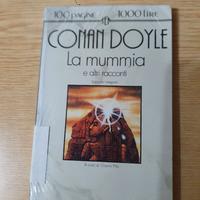 100 PAGINE 1000 LIRE
CONAN DOYLE
La mummia
e altri racconti